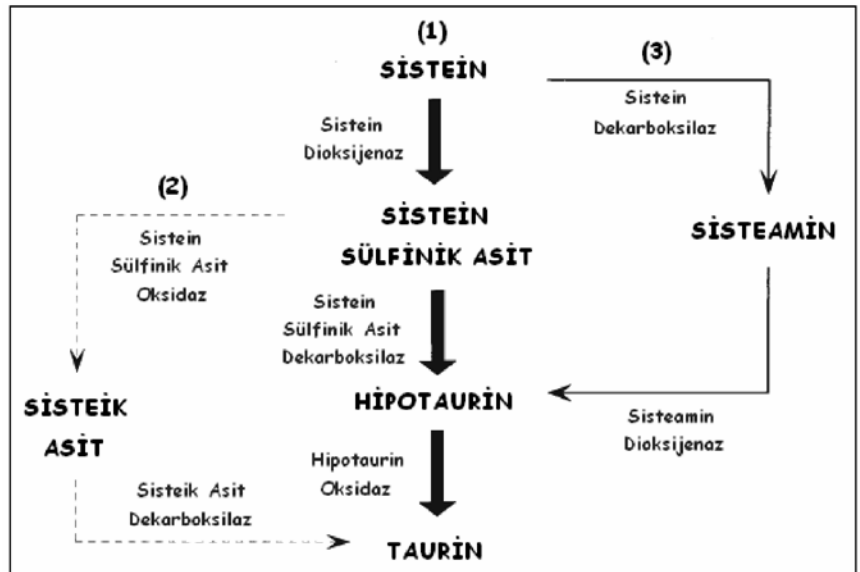 (1)
SİSTEİN
(3)
Sistein
Dekarboksilaz
Sistein
Dioksijenaz
(2)
SİSTEİN
SÜLFİNİK ASİT
SİSTEAMİN
Sistein
Sülfinik Asit
Oksidaz
Sistein
Sülfinik Asit
Dekarboksilaz
HİPOTAURİN
SİSTEİK
ASİT
Sisteamin
Dioksijenaz
Hipotaurin
Oksidaz
Sisteik Asit
Dekarboksilaz
TAURİN